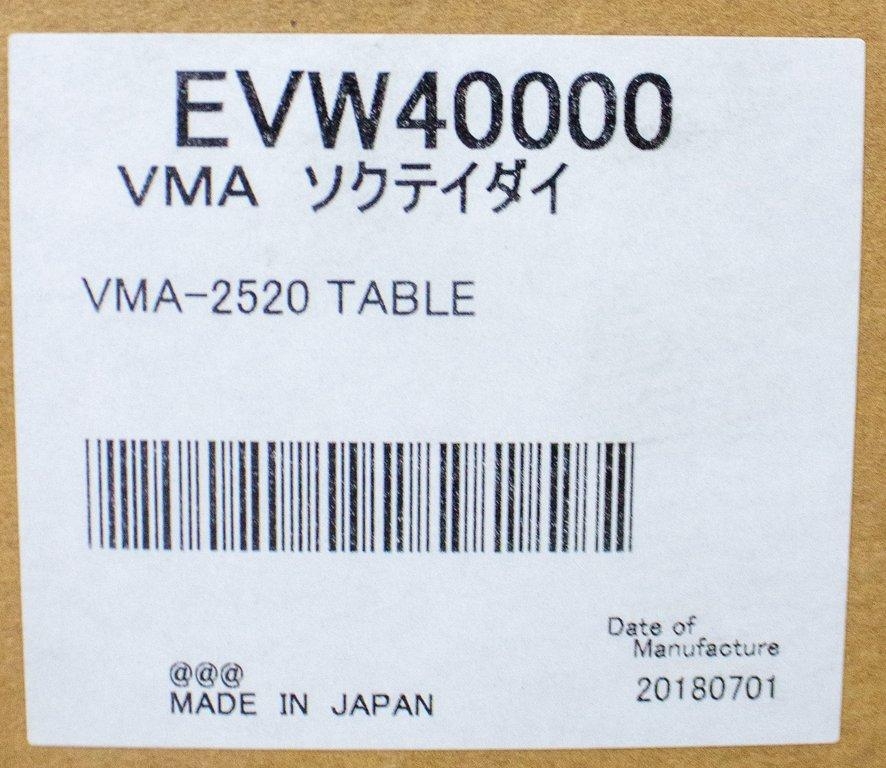 EVW40000
VMA ソクテイダイ
VMA-2520 TABLE
Date of
Manufacture
20180701
@@@
MADE IN JAPAN